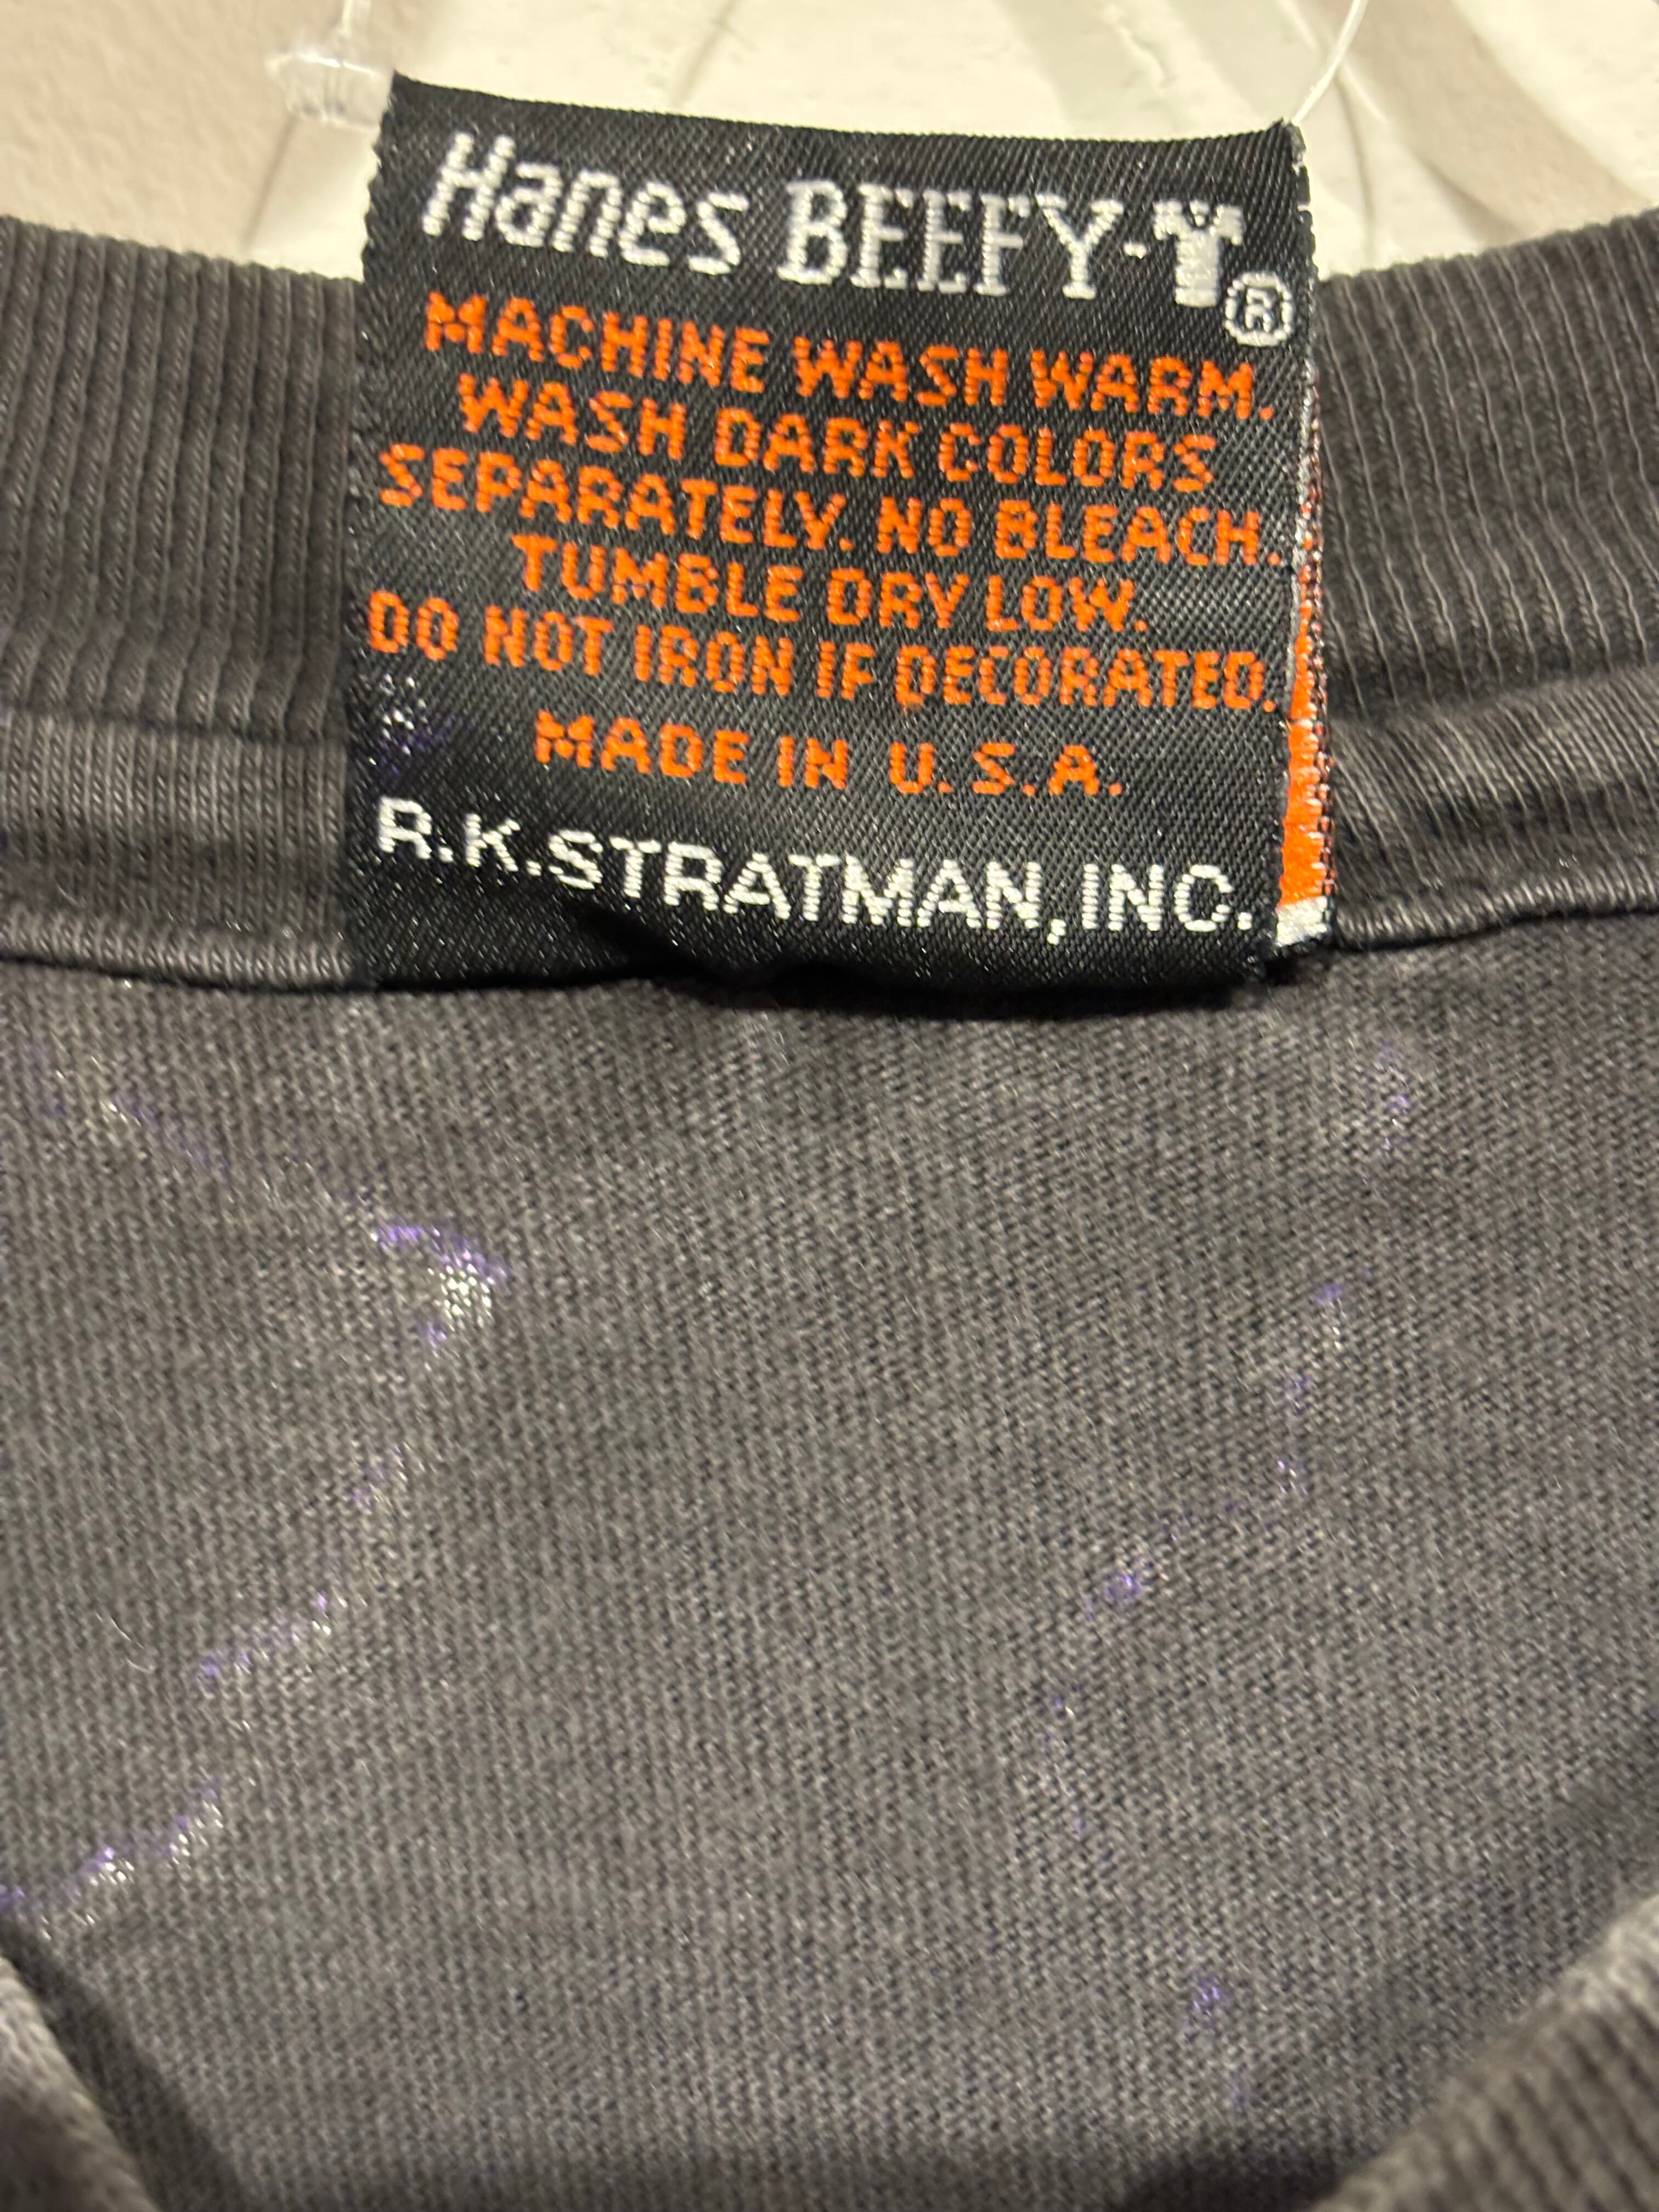 Hanes BEEFY-T®
MACHINE WASH WARM.
WASH DARK COLORS
SEPARATELY. NO BLEACH.
TUMBLE DRY LOW.
DO NOT IRON IF DECORATED.
MADE IN U.S.A.
R.K.STRATMAN, INC.